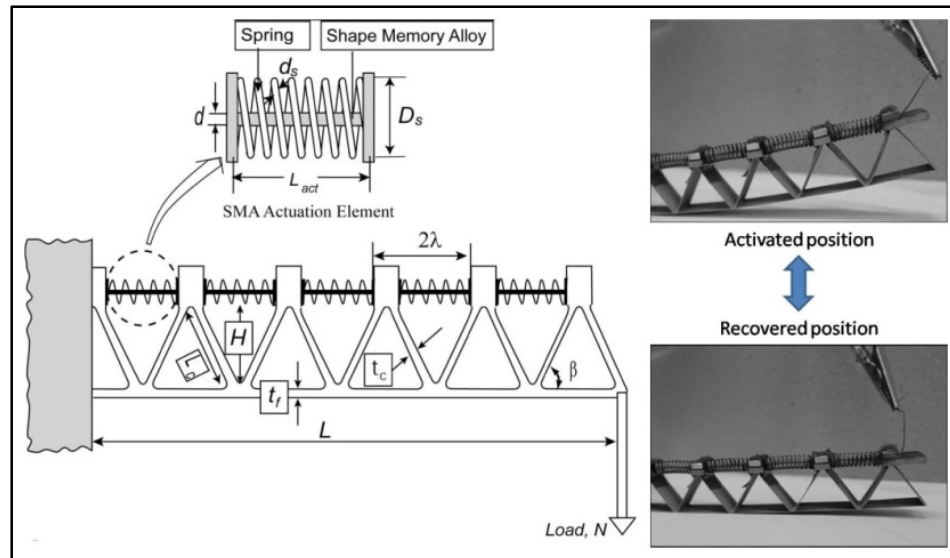 Spring
Shape Memory Alloy
d_s
d
D_s
L_act
SMA Actuation Element
2λ
H
t_c
β
t_f
L
Load, N
Activated position
Recovered position